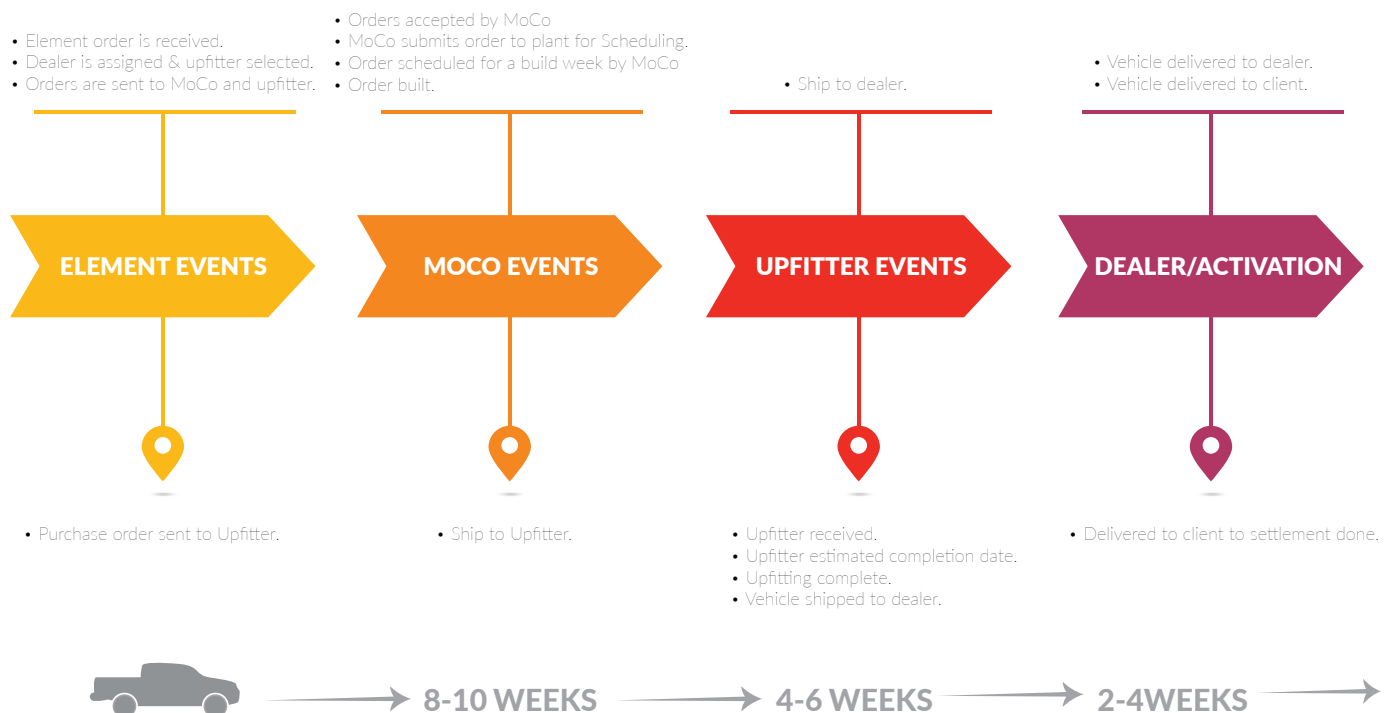 • Element order is received.
• Dealer is assigned & upfitter selected.
• Orders are sent to MoCo and upfitter.
• Orders accepted by MoCo
• MoCo submits order to plant for Scheduling.
• Order scheduled for a build week by MoCo
• Order built.
• Ship to dealer.
• Vehicle delivered to dealer.
• Vehicle delivered to client.
ELEMENT EVENTS
MOCO EVENTS
UPFITTER EVENTS
DEALER/ACTIVATION
• Purchase order sent to Upfitter.
• Ship to Upfitter.
• Upfitter received.
• Upfitter estimated completion date.
• Upfitting complete.
• Vehicle shipped to dealer.
• Delivered to client to settlement done.
8-10 WEEKS
4-6 WEEKS
2-4WEEKS